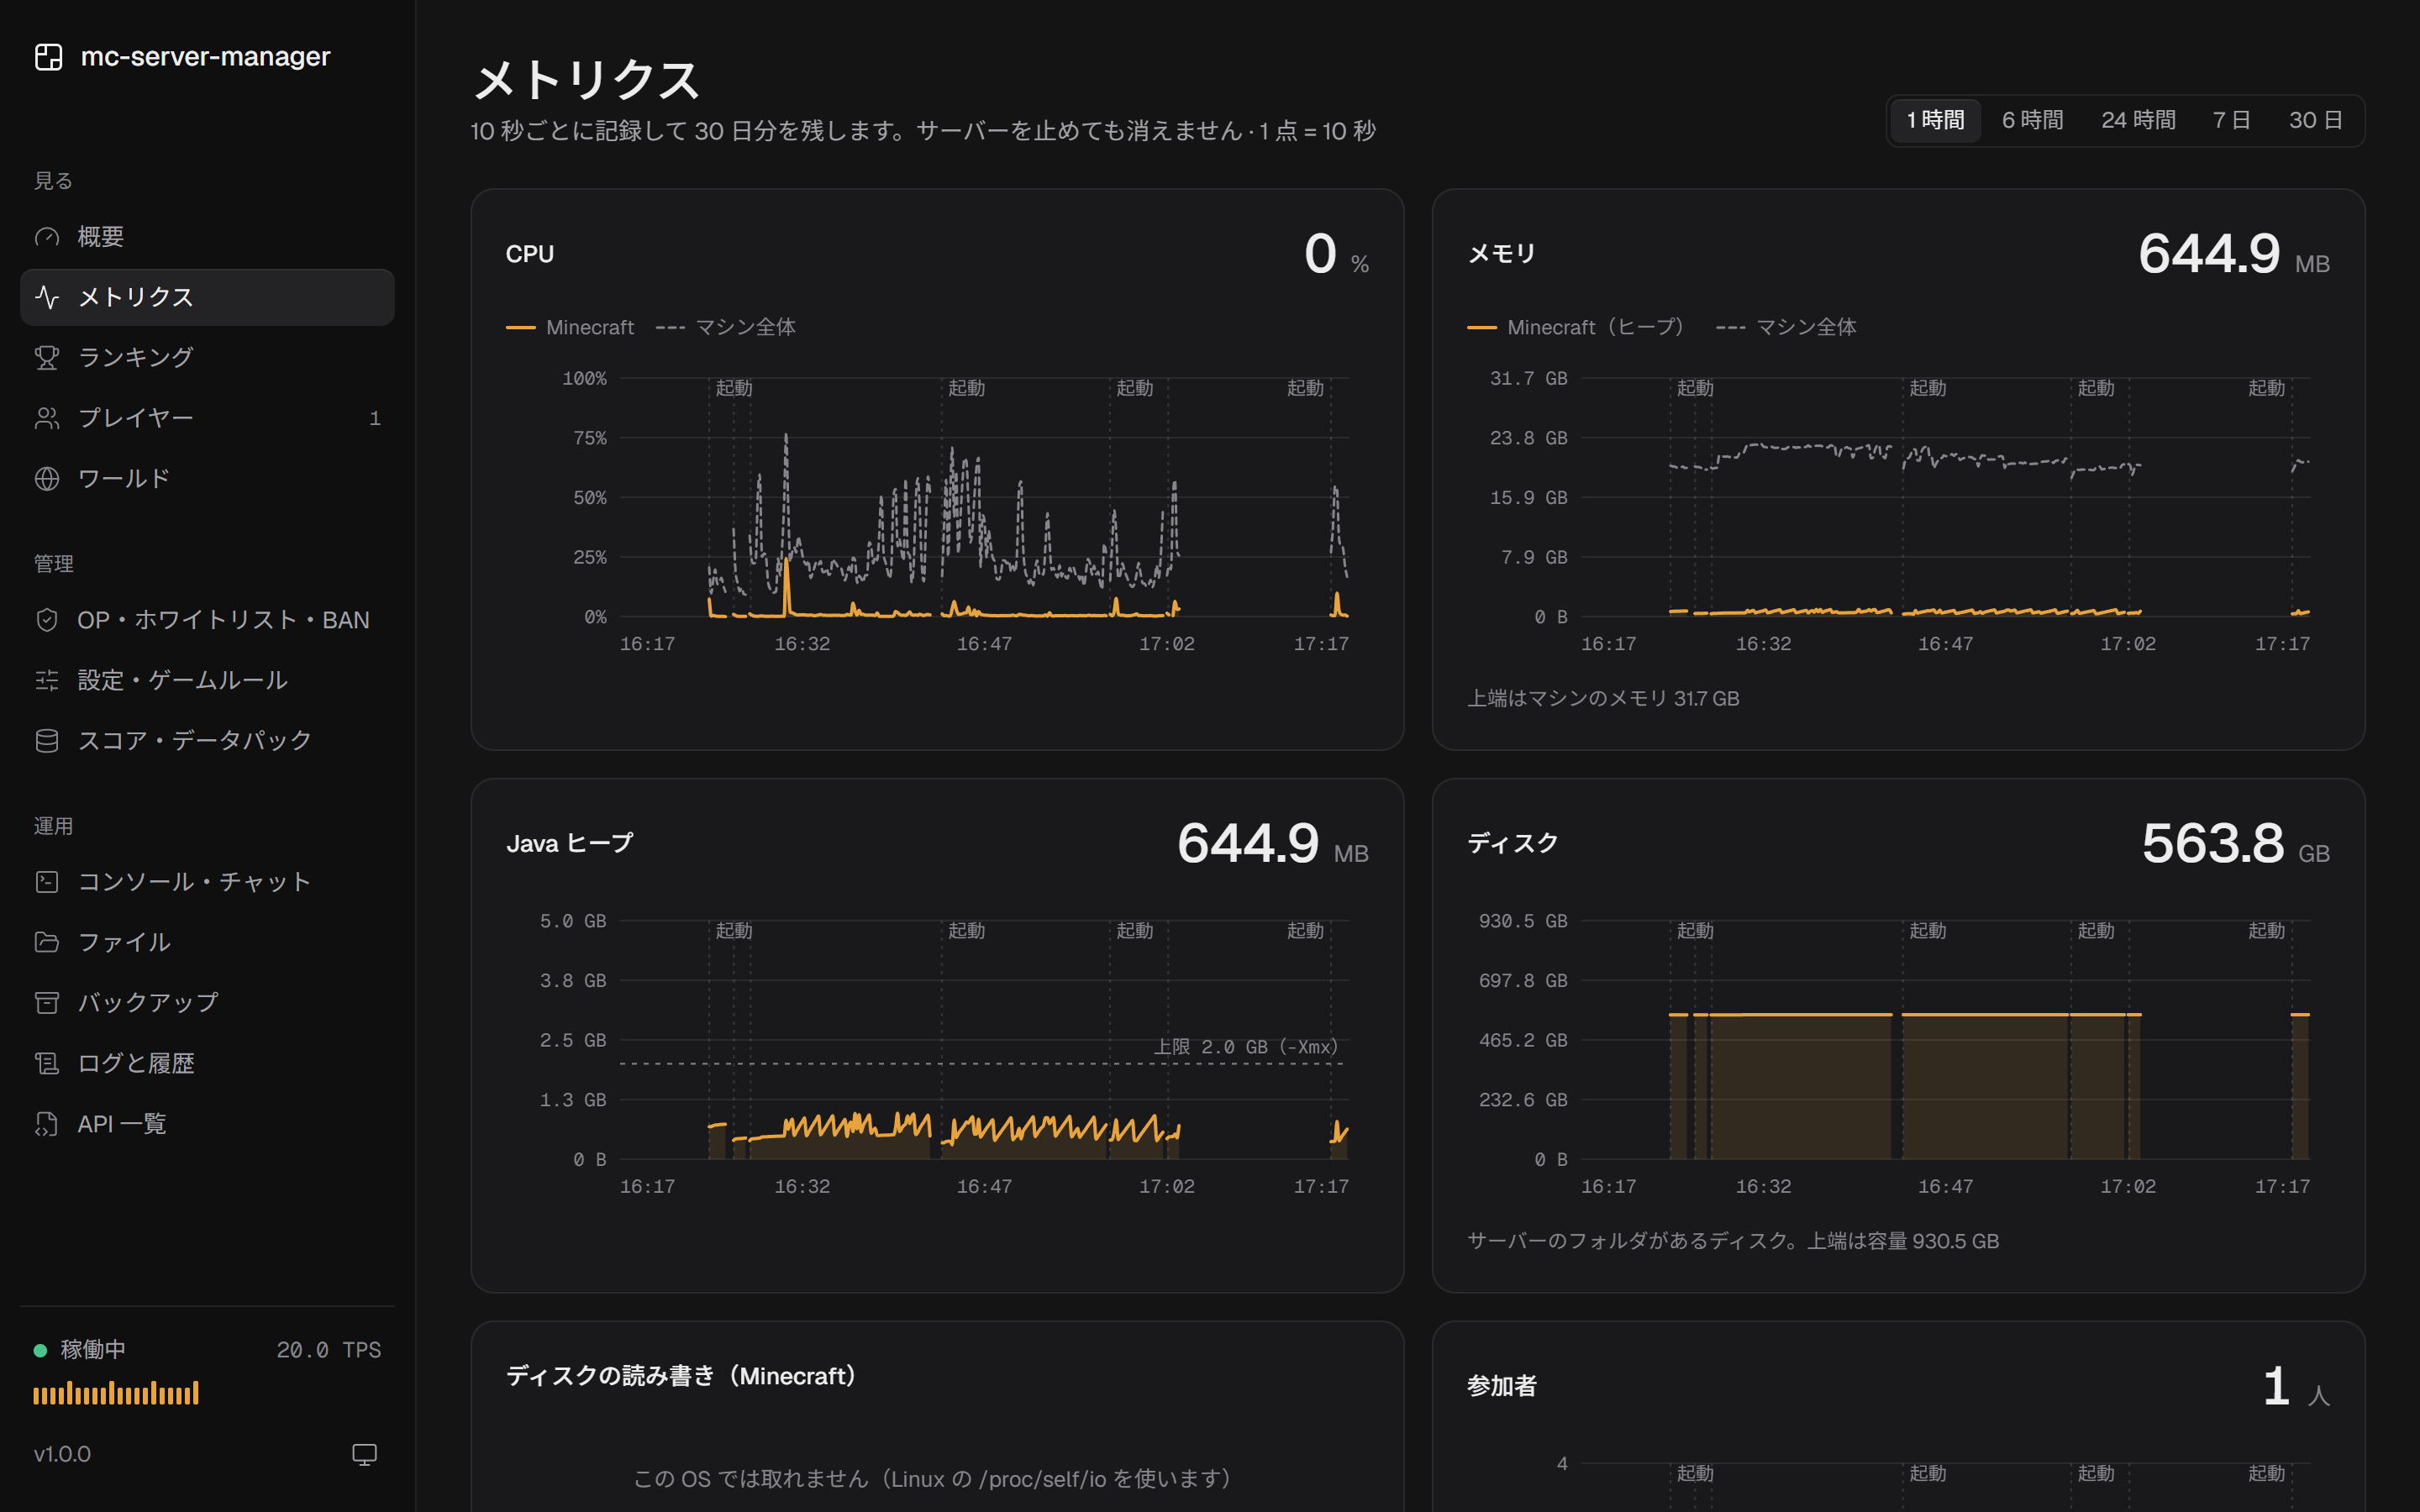 mc-server-manager
見る
概要
メトリクス
ランキング
プレイヤー 1
ワールド
管理
OP・ホワイトリスト・BAN
設定・ゲームルール
スコア・データパック
運用
コンソール・チャット
ファイル
バックアップ
ログと履歴
API 一覧
稼働中 20.0 TPS
v1.0.0
メトリクス
10 秒ごとに記録して 30 日分を残します。サーバーを止めても消えません · 1 点 = 10 秒
1 時間 6 時間 24 時間 7 日 30 日
CPU 0 %
Minecraft マシン全体
100%
起動 起動 起動 起動
75%
50%
25%
0%
16:17 16:32 16:47 17:02 17:17
メモリ 644.9 MB
Minecraft（ヒープ） マシン全体
31.7 GB
起動 起動 起動 起動
23.8 GB
15.9 GB
7.9 GB
0 B
16:17 16:32 16:47 17:02 17:17
上端はマシンのメモリ 31.7 GB
Java ヒープ 644.9 MB
5.0 GB
起動 起動 起動 起動
3.8 GB
2.5 GB
上限 2.0 GB（-Xmx）
1.3 GB
0 B
16:17 16:32 16:47 17:02 17:17
ディスク 563.8 GB
930.5 GB
起動 起動 起動 起動
697.8 GB
465.2 GB
232.6 GB
0 B
16:17 16:32 16:47 17:02 17:17
サーバーのフォルダがあるディスク。上端は容量 930.5 GB
ディスクの読み書き（Minecraft）
この OS では取れません（Linux の /proc/self/io を使います）
参加者 1 人
4
起動 起動 起動 起動